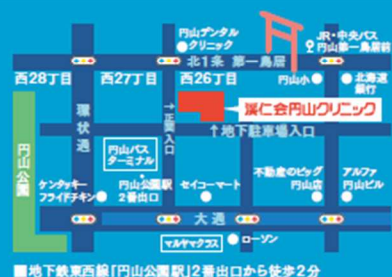 円山デンタル
クリニック
JR・中央バス
円山第一鳥居前
北1条 第一鳥居
西28丁目
西27丁目
西26丁目
円山小
北海道
銀行
渓仁会円山クリニック
環状通
↑正面入口
↑地下駐車場入口
円山公園
円山バス
ターミナル
ケンタッキー
フライドチキン
円山公園駅
2番出口
セイコーマート
不動産のビッグ
円山店
アルファ
円山ビル
大通
マルヤマクラス
ローソン
■地下鉄東西線「円山公園駅」2番出口から徒歩2分